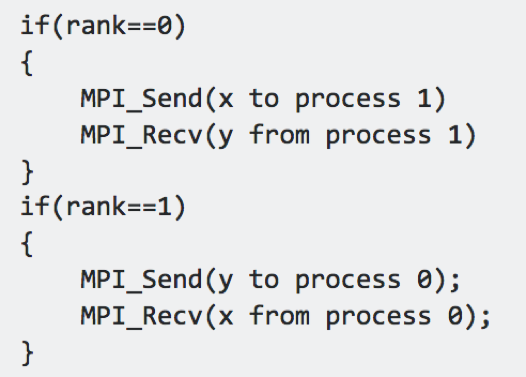 if(rank==0)
{
    MPI_Send(x to process 1)
    MPI_Recv(y from process 1)
}
if(rank==1)
{
    MPI_Send(y to process 0);
    MPI_Recv(x from process 0);
}